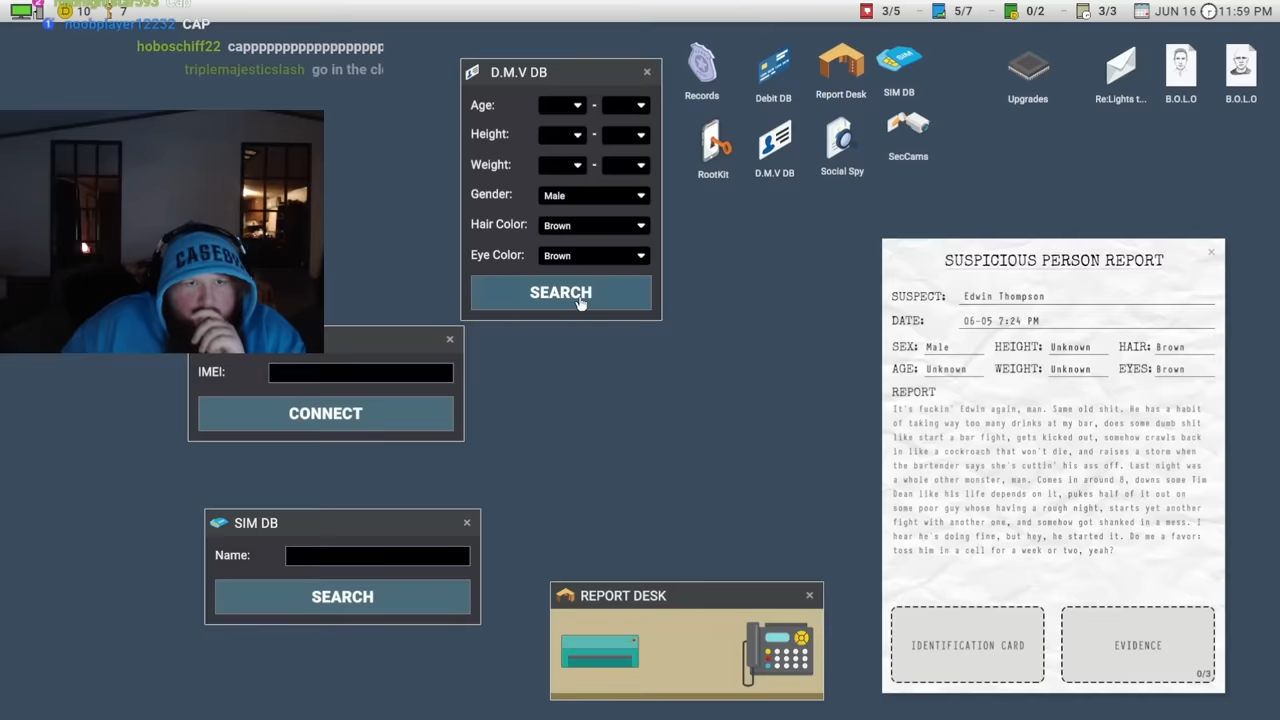 10 7 3/5 5/7 0/2 3/3 JUN 16 11:59 PM
noobplayer12232 CAP
hoboschiff22 cappppppppppppppppp
triplemajesticslash go in the cl
D.M.V DB
Age: -
Height: -
Weight: -
Gender: Male
Hair Color: Brown
Eye Color: Brown
SEARCH
Records
Debit DB
Report Desk
SIM DB
Upgrades
Re:Lights t...
B.O.L.O
B.O.L.O
RootKit
D.M.V DB
Social Spy
SecCams
CASEBY
IMEI:
CONNECT
SIM DB
Name:
SEARCH
REPORT DESK
SUSPICIOUS PERSON REPORT
SUSPECT: Edwin Thompson
DATE: 06-05 7:24 PM
SEX: Male HEIGHT: Unknown HAIR: Brown
AGE: Unknown WEIGHT: Unknown EYES: Brown
REPORT
It's fuckin' Edwin again, man. Same old shit. He has a habit
of taking way too many drinks at my bar, does some dumb shit
like start a bar fight, gets kicked out, somehow crawls back
in like a cockroach that won't die, and raises a storm when
the bartender says she's cuttin' his ass off. Last night was
a whole other monster, man. Comes in around 8, downs some Tim
Dean like his life depends on it, pukes half of it out on
some poor guy whose having a rough night, starts yet another
fight with another one, and somehow got shanked in a mess. I
hear he's doing fine, but hey, he started it. Do me a favor:
toss him in a cell for a week or two, yeah?
IDENTIFICATION CARD
EVIDENCE
0/3